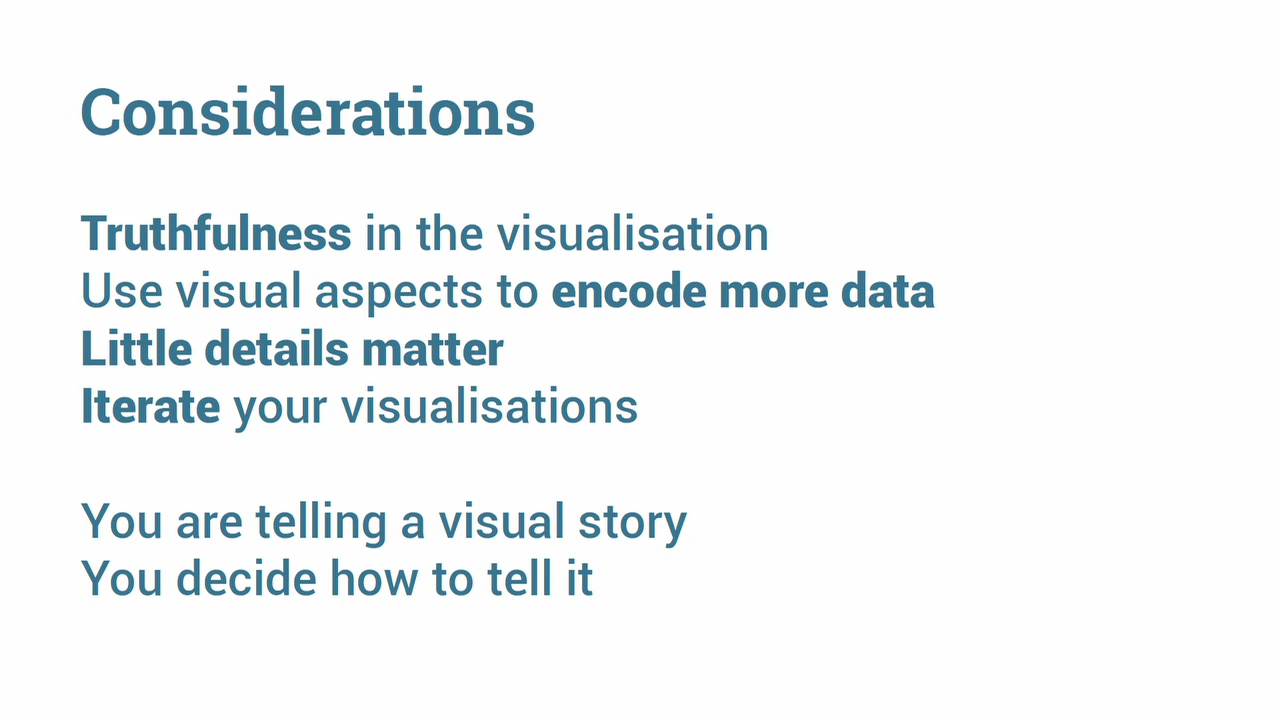 Considerations
Truthfulness in the visualisation
Use visual aspects to encode more data
Little details matter
Iterate your visualisations
You are telling a visual story
You decide how to tell it